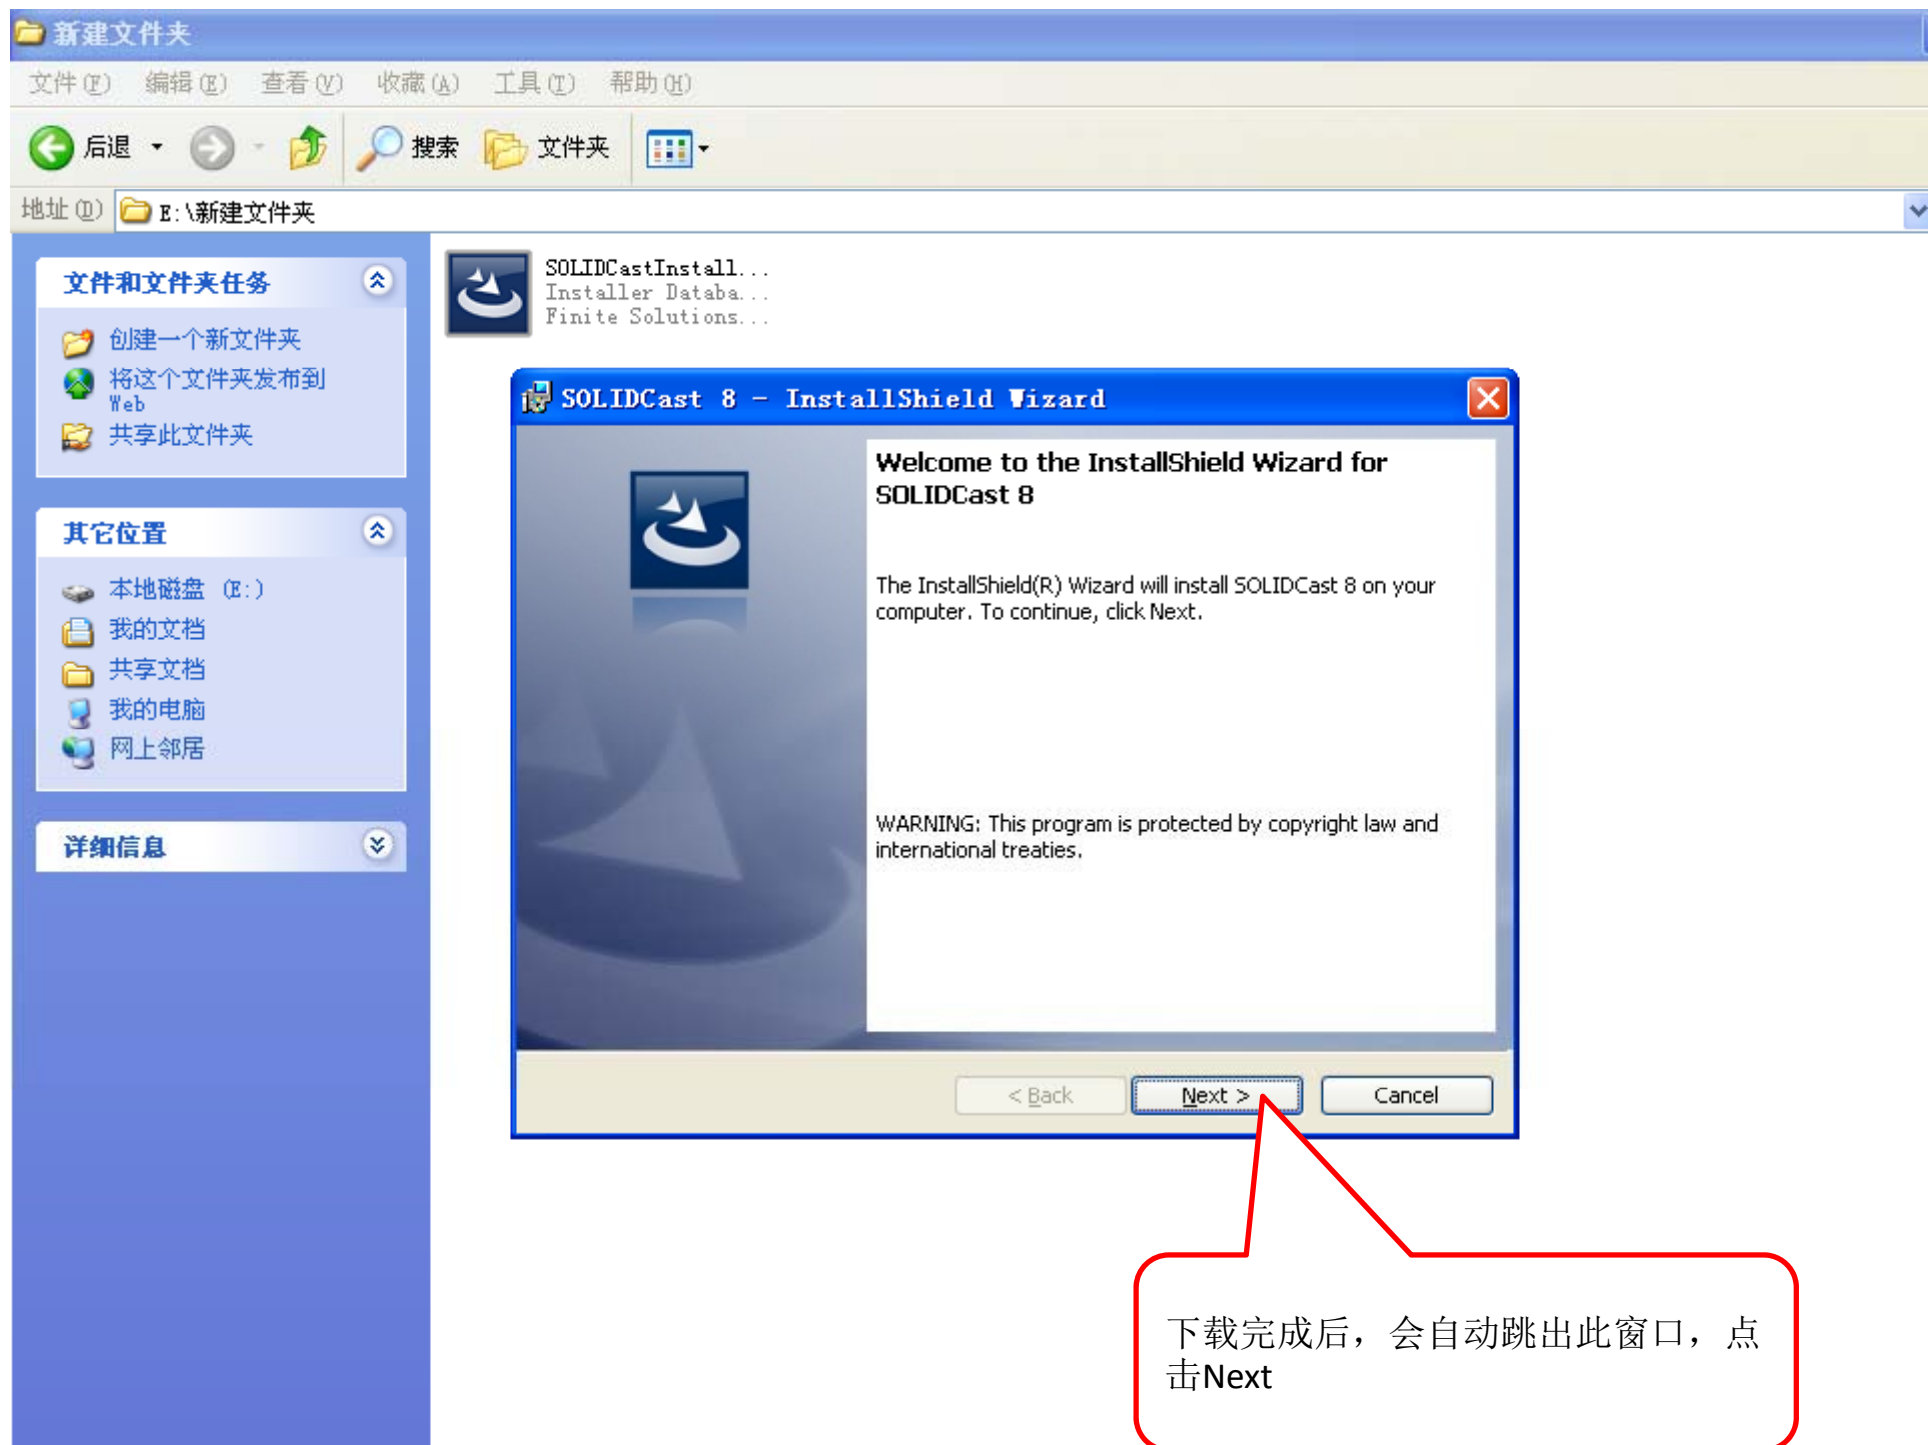 新建文件夹
文件(F) 编辑(E) 查看(V) 收藏(A) 工具(T) 帮助(H)
后退 搜索 文件夹
地址(D) E:\新建文件夹
文件和文件夹任务
创建一个新文件夹
将这个文件夹发布到
Web
共享此文件夹
其它位置
本地磁盘 (E:)
我的文档
共享文档
我的电脑
网上邻居
详细信息
SOLIDCastInstall...
Installer Databa...
Finite Solutions...
SOLIDCast 8 - InstallShield Wizard
Welcome to the InstallShield Wizard for
SOLIDCast 8
The InstallShield(R) Wizard will install SOLIDCast 8 on your
computer. To continue, click Next.
WARNING: This program is protected by copyright law and
international treaties.
< Back Next > Cancel
下载完成后，会自动跳出此窗口，点
击Next